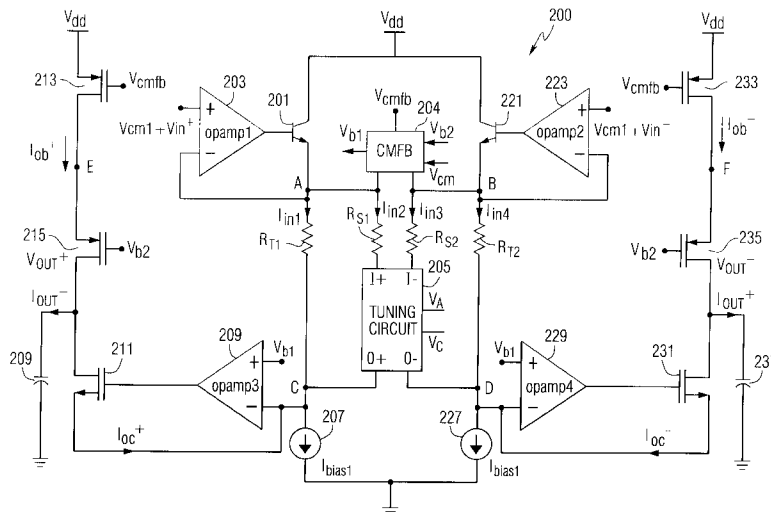 200
Vdd
Vdd
Vdd
213
Vcmfb
203
201
Vcmfb
204
221
223
Vcmfb
233
+
opamp1
−
Vcm1+Vin+
Vb1
CMFB
Vb2
Vcm
+
opamp2
−
Vcm1+Vin−
Iob
E
A
B
Iob−
F
Iin1
RS1
Iin2
Iin3
RS2
Iin4
RT1
RT2
215
Vb2
VOUT+
Vb2
235
VOUT−
I+
I−
205
TUNING
CIRCUIT
VA
VC
O+
O−
IOUT−
IOUT+
209
211
209
Vb1
+
opamp3
−
C
D
229
Vb1
+
opamp4
−
231
23
207
227
Ioc+
Ioc−
Ibias1
Ibias1